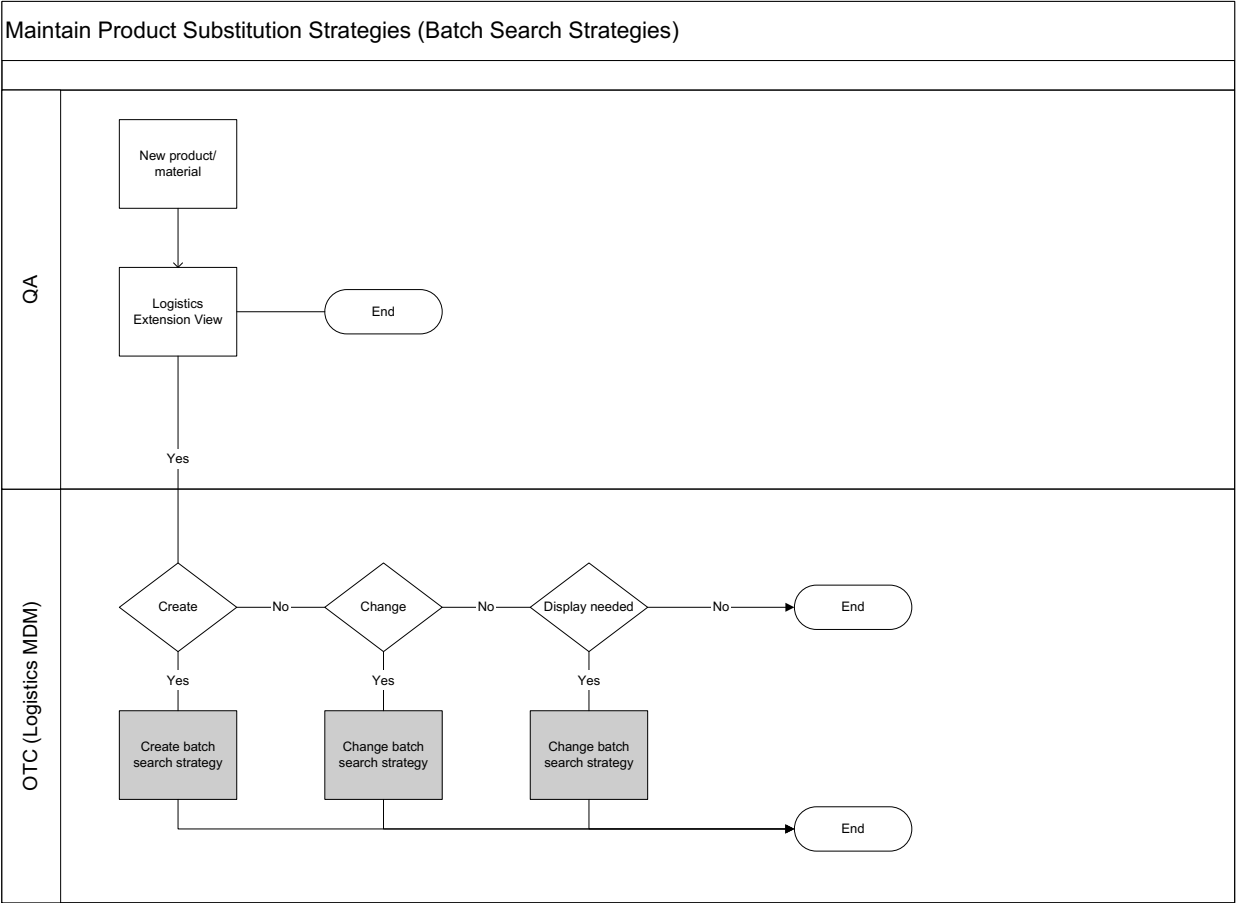 Maintain Product Substitution Strategies (Batch Search Strategies)
QA
New product/
material
Logistics
Extension View
End
Yes
OTC (Logistics MDM)
Create
No
Change
No
Display needed
No
End
Yes
Yes
Yes
Create batch
search strategy
Change batch
search strategy
Change batch
search strategy
End